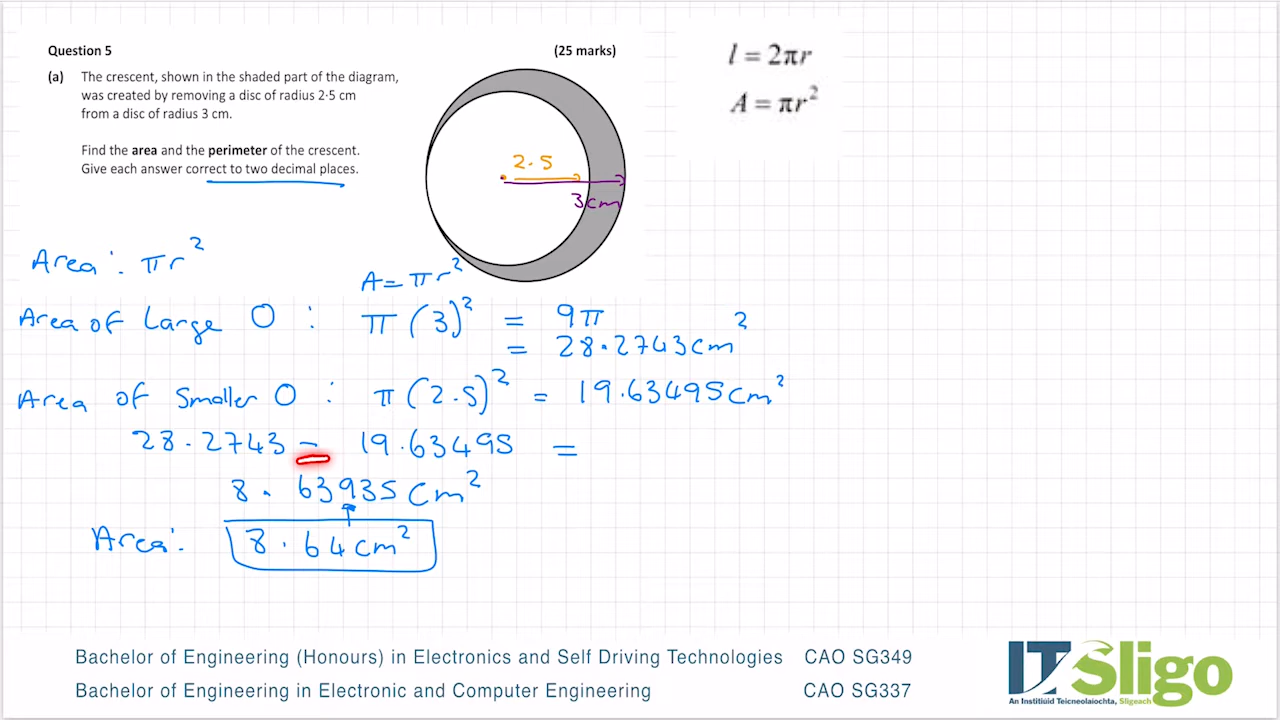 Question 5 (25 marks)
(a) The crescent, shown in the shaded part of the diagram,
was created by removing a disc of radius 2·5 cm
from a disc of radius 3 cm.
Find the area and the perimeter of the crescent.
Give each answer correct to two decimal places.
2.5
3cm
l = 2πr
A = πr²
Area: πr²
A = πr²
Area of Large O : π(3)² = 9π
= 28.2743cm²
Area of Smaller O : π(2.5)² = 19.63495cm²
28.2743 - 19.63495 =
8.63935cm²
Area: 8.64cm²
Bachelor of Engineering (Honours) in Electronics and Self Driving Technologies CAO SG349
Bachelor of Engineering in Electronic and Computer Engineering CAO SG337
IT Sligo
An Institiúid Teicneolaíochta, Sligeach